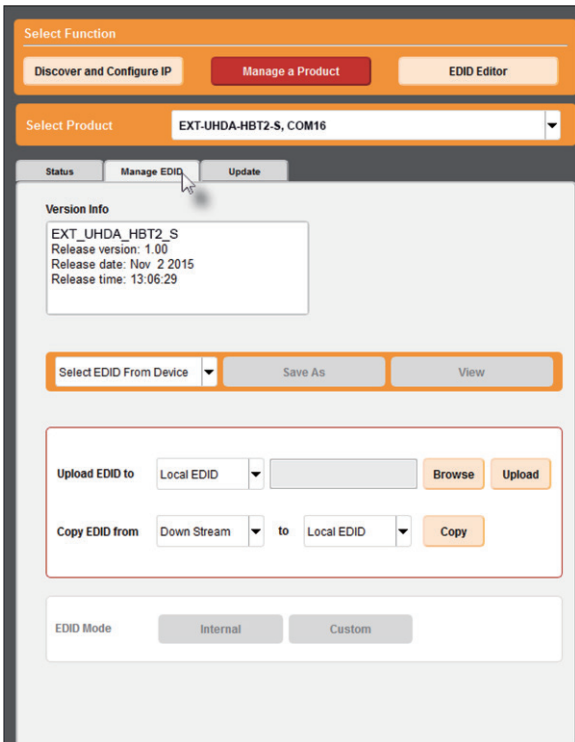 Select Function
Discover and Configure IP Manage a Product EDID Editor
Select Product EXT-UHDA-HBT2-S, COM16
Status Manage EDID Update
Version Info
EXT_UHDA_HBT2_S
Release version: 1.00
Release date: Nov 2 2015
Release time: 13:06:29
Select EDID From Device Save As View
Upload EDID to Local EDID Browse Upload
Copy EDID from Down Stream to Local EDID Copy
EDID Mode Internal Custom